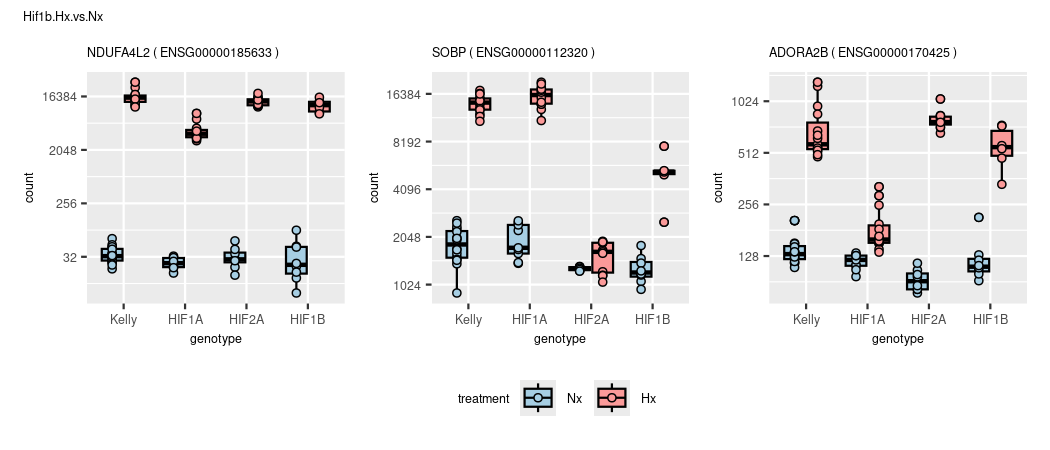 Hif1b.Hx.vs.Nx
NDUFA4L2 ( ENSG00000185633 )
count
16384
2048
256
32
Kelly HIF1A HIF2A HIF1B
genotype
SOBP ( ENSG00000112320 )
count
16384
8192
4096
2048
1024
Kelly HIF1A HIF2A HIF1B
genotype
ADORA2B ( ENSG00000170425 )
count
1024
512
256
128
Kelly HIF1A HIF2A HIF1B
genotype
treatment Nx Hx